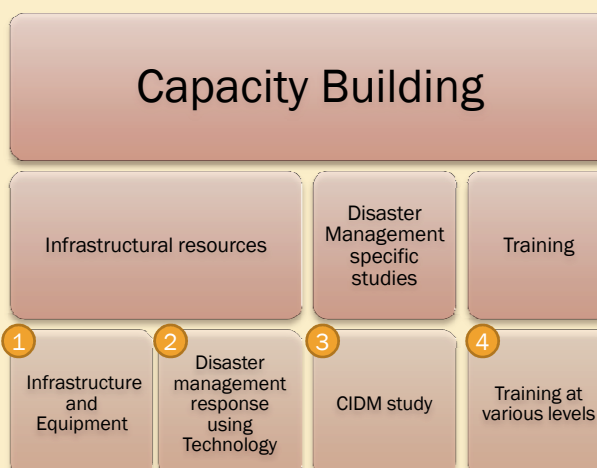 Capacity Building
Infrastructural resources
Disaster
Management
specific
studies
Training
1
Infrastructure
and
Equipment
2
Disaster
management
response
using
Technology
3
CIDM study
4
Training at
various levels